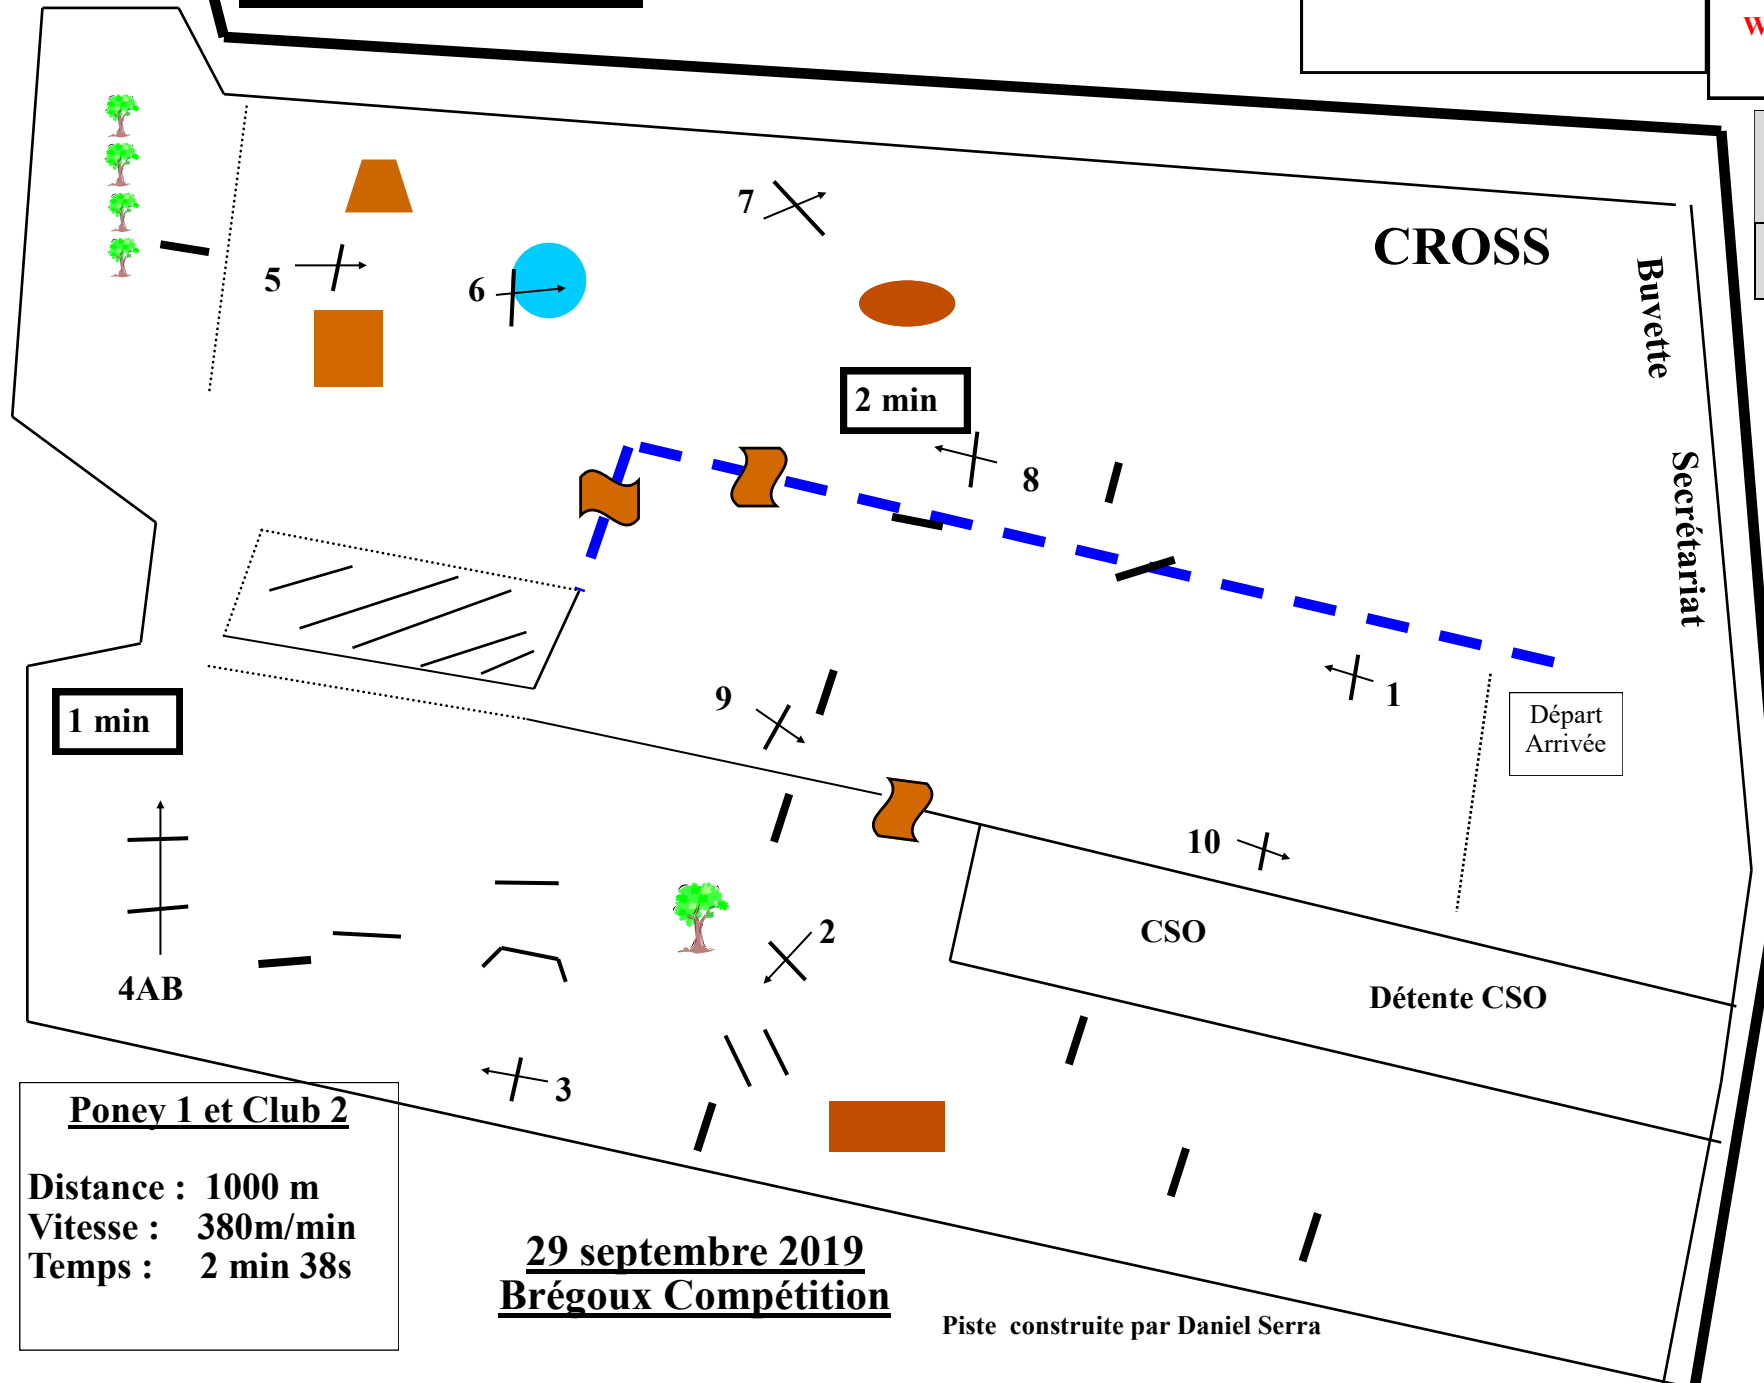 W
7
CROSS
5
6
Buvette
2 min
8
Secrétariat
9
1
1 min
Départ
Arrivée
10
2
CSO
4AB
Détente CSO
3
Poney 1 et Club 2
Distance : 1000 m
Vitesse : 380m/min
Temps : 2 min 38s
29 septembre 2019
Brégoux Compétition
Piste construite par Daniel Serra